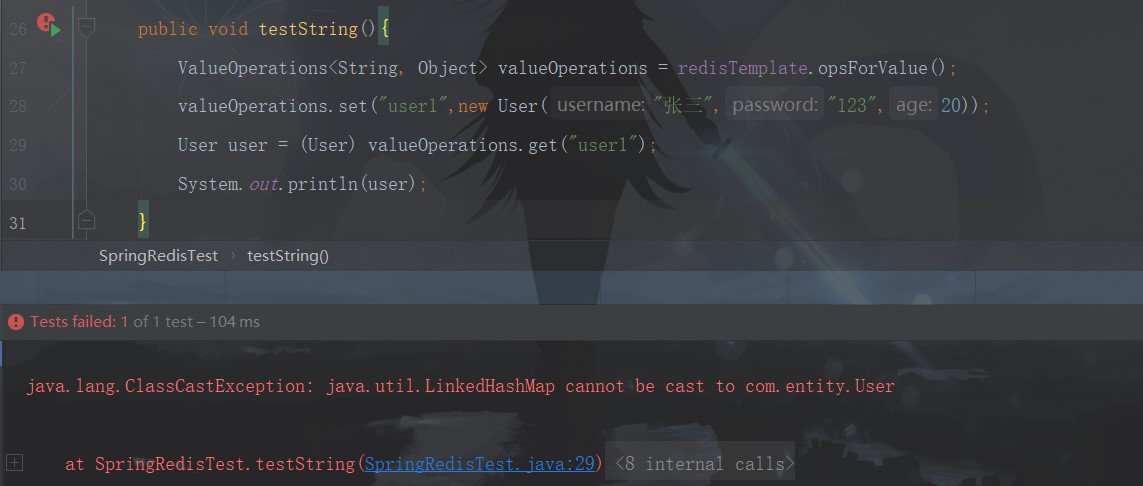 26 public void testString(){
27 ValueOperations<String, Object> valueOperations = redisTemplate.opsForValue();
28 valueOperations.set("user1",new User( username: "张三", password: "123", age: 20));
29 User user = (User) valueOperations.get("user1");
30 System.out.println(user);
31 }
SpringRedisTest › testString()
Tests failed: 1 of 1 test – 104 ms
java.lang.ClassCastException: java.util.LinkedHashMap cannot be cast to com.entity.User
at SpringRedisTest.testString(SpringRedisTest.java:29) <8 internal calls>